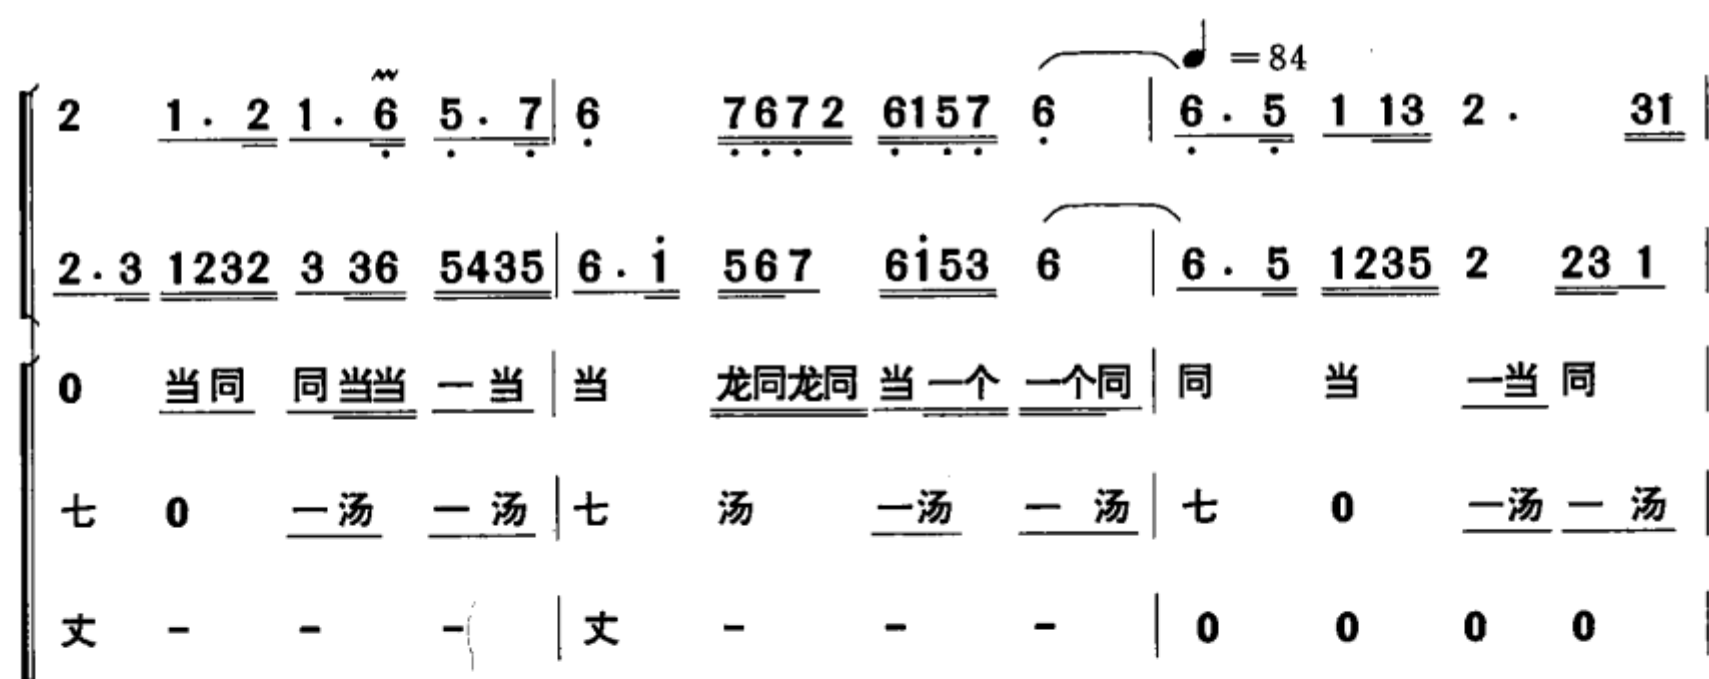 ♩ = 84
2 1 . 2 1 . 6 5 . 7 | 6 7672 6157 6 | 6 . 5 1 13 2 . 31 |
2 . 3 1232 3 36 5435 | 6 . 1 567 6153 6 | 6 . 5 1235 2 23 1 |
0 当同 同当当 一当 | 当 龙同龙同 当一个 一个同 | 同 当 一当 同 |
七 0 一汤 一汤 | 七 汤 一汤 一汤 | 七 0 一汤 一汤 |
丈 - - - | 丈 - - - | 0 0 0 0 |